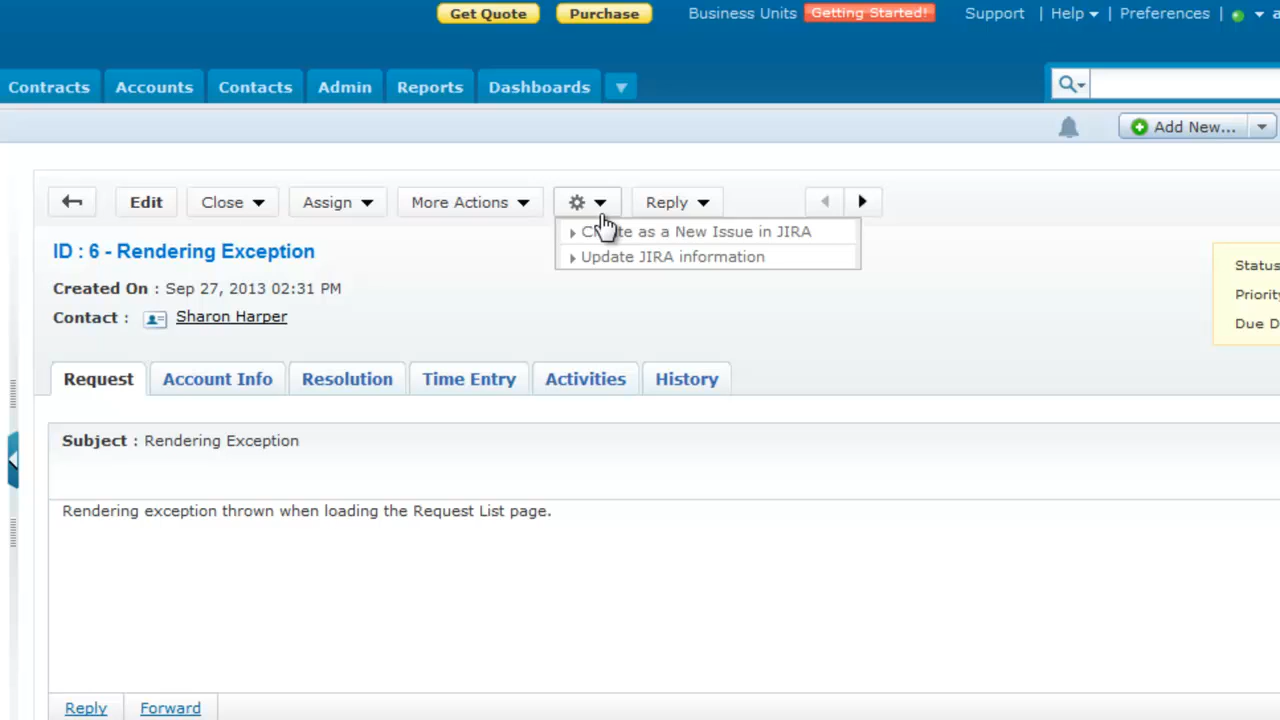 Get Quote Purchase Business Units Getting Started! Support | Help | Preferences |
Contracts Accounts Contacts Admin Reports Dashboards
Add New...
Edit Close Assign More Actions Reply
as a New Issue in JIRA
Update JIRA information
ID : 6 - Rendering Exception
Created On : Sep 27, 2013 02:31 PM
Contact : Sharon Harper
Status
Priority
Due D
Request Account Info Resolution Time Entry Activities History
Subject : Rendering Exception
Rendering exception thrown when loading the Request List page.
Reply Forward